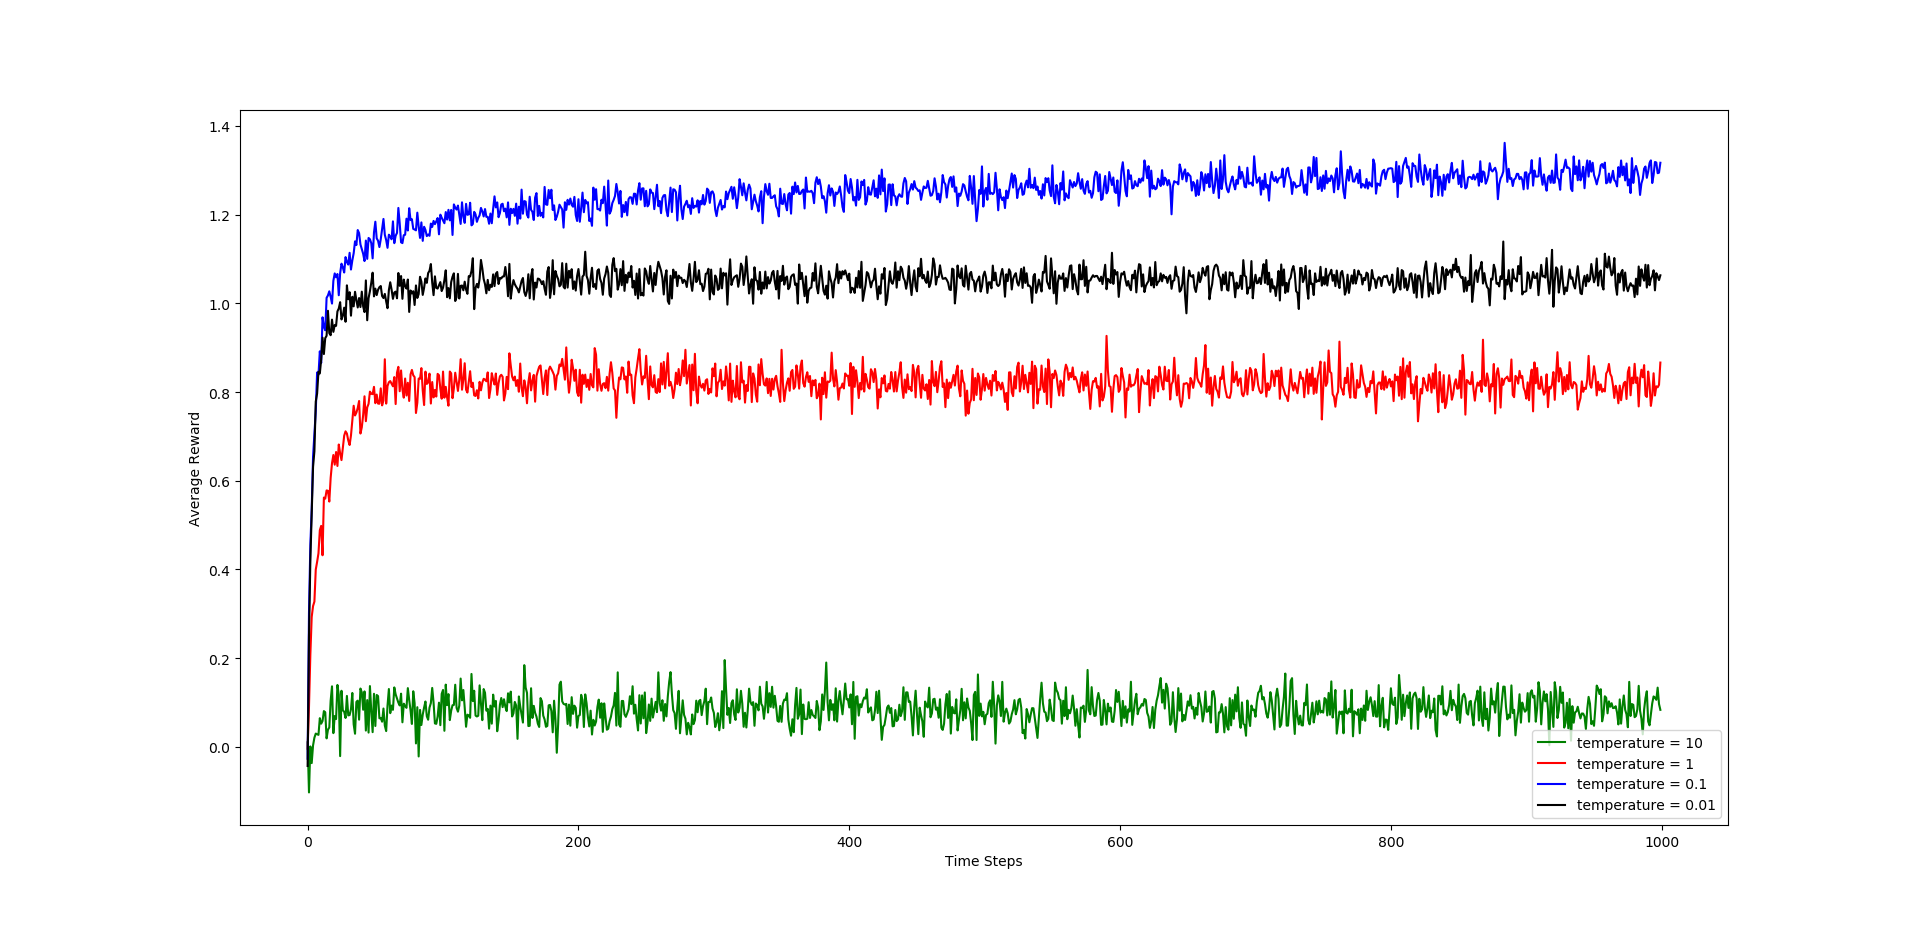 1.4
1.2
1.0
0.8
0.6
0.4
0.2
0.0
Average Reward
0
200
400
600
800
1000
Time Steps
temperature = 10
temperature = 1
temperature = 0.1
temperature = 0.01